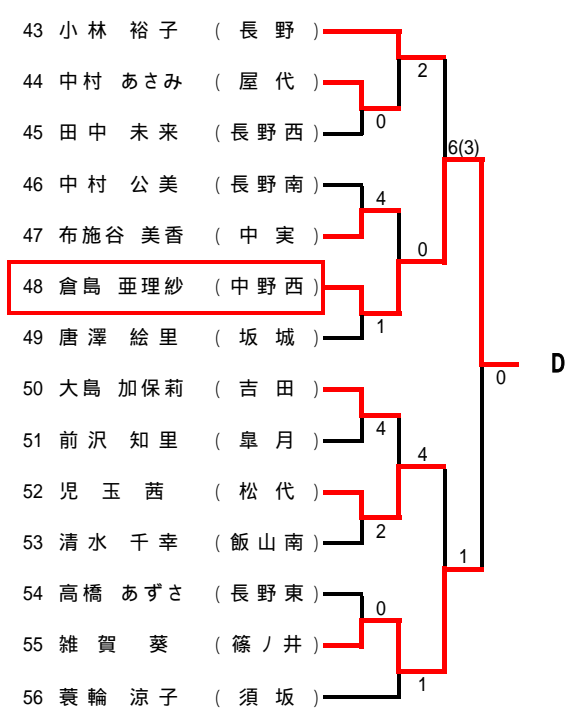 43 小林 裕子 (長野)
2
44 中村 あさみ (屋代)
0
45 田中 未来 (長野西)
6(3)
46 中村 公美 (長野南)
4
47 布施谷 美香 (中実)
0
48 倉島 亜理紗 (中野西)
1
49 唐澤 絵里 (坂城)
D
0
50 大島 加保莉 (吉田)
4
51 前沢 知里 (皐月)
4
52 児玉茜 (松代)
2
53 清水 千幸 (飯山南)
1
54 高橋 あずさ (長野東)
0
55 雑賀 葵 (篠ノ井)
1
56 蓑輪 涼子 (須坂)